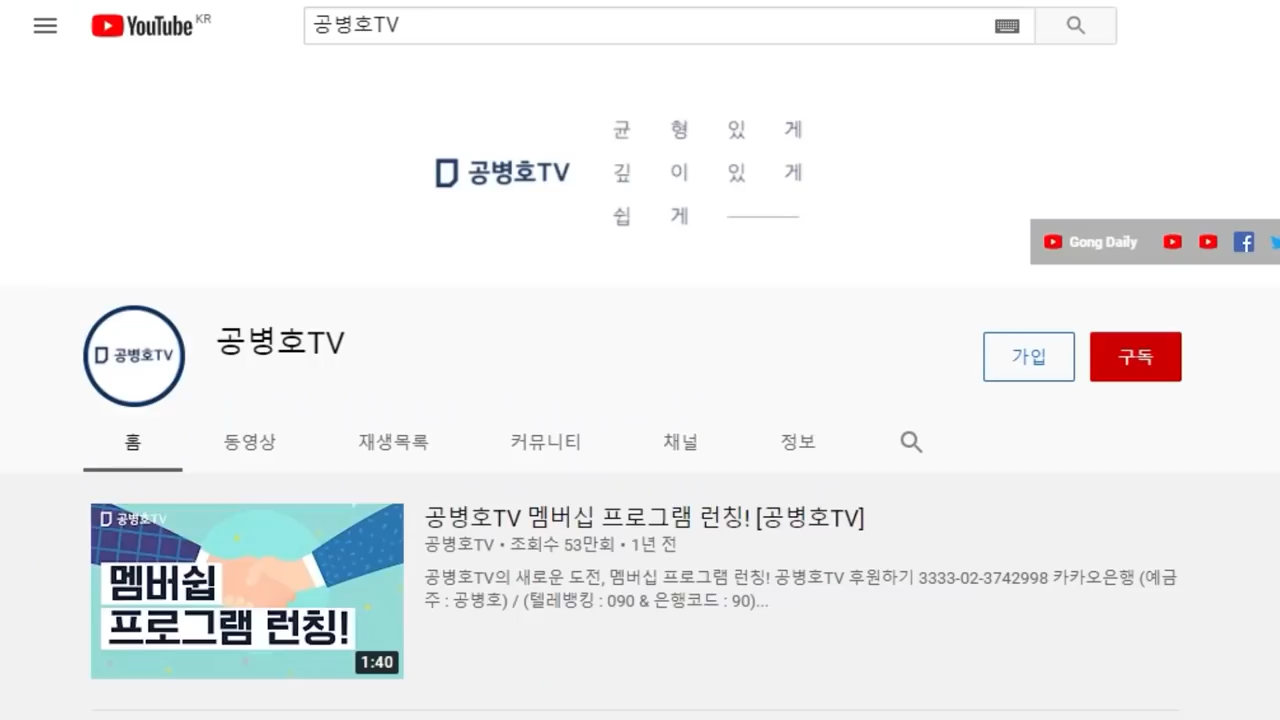 YouTube KR
공병호TV
공병호TV
균형있게
깊이있게
쉽게
Gong Daily
공병호TV
공병호TV
가입
구독
홈
동영상
재생목록
커뮤니티
채널
정보
공병호TV
멤버쉽
프로그램 런칭!
1:40
공병호TV 멤버십 프로그램 런칭! [공병호TV]
공병호TV • 조회수 53만회 • 1년 전
공병호TV의 새로운 도전, 멤버십 프로그램 런칭! 공병호TV 후원하기 3333-02-3742998 카카오은행 (예금
주 : 공병호) / (텔레뱅킹 : 090 & 은행코드 : 90)...